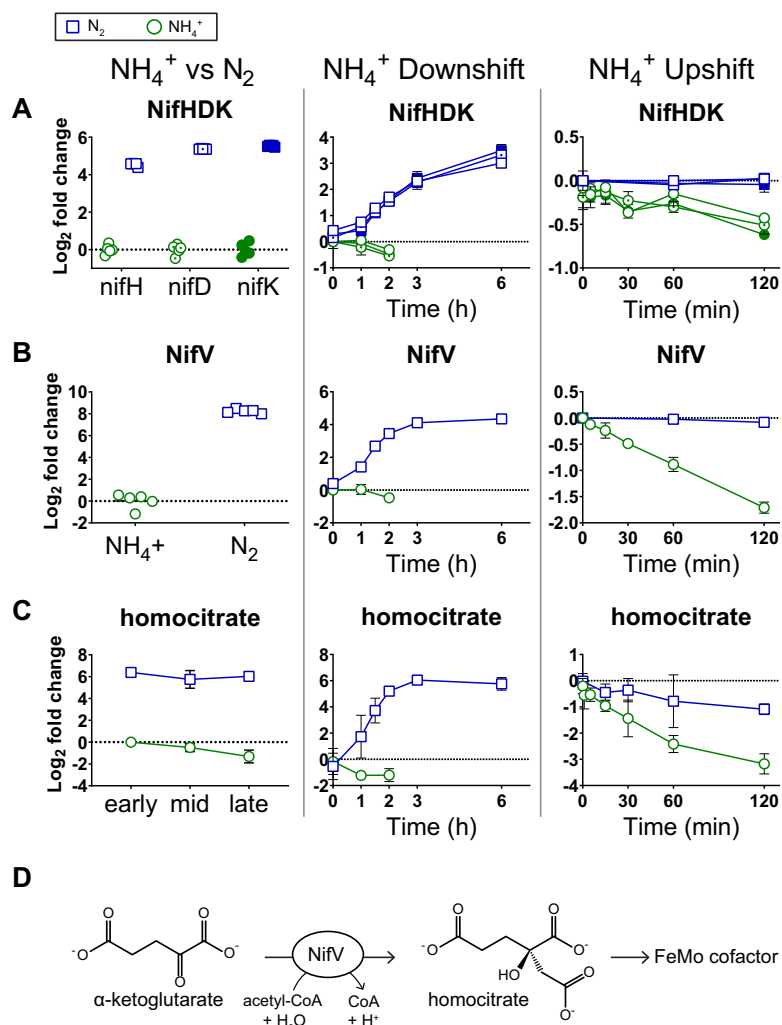 N₂ NH₄⁺
NH₄⁺ vs N₂ NH₄⁺ Downshift NH₄⁺ Upshift
A NifHDK NifHDK NifHDK
Log₂ fold change
6
4
2
0
nifH nifD nifK
4
3
2
1
0
-1
0 1 2 3 6
Time (h)
0.5
0.0
-0.5
-1.0
0 30 60 120
Time (min)
B NifV NifV NifV
Log₂ fold change
10
8
6
4
2
0
-2
NH₄+ N₂
6
4
2
0
-2
0 1 2 3 6
Time (h)
0.5
0.0
-0.5
-1.0
-1.5
-2.0
0 30 60 120
Time (min)
C homocitrate homocitrate homocitrate
Log₂ fold change
8
6
4
2
0
-2
-4
early mid late
8
6
4
2
0
-2
0 1 2 3 6
Time (h)
1
0
-1
-2
-3
-4
0 30 60 120
Time (min)
D
O O
⁻O O⁻
O
α-ketoglutarate
NifV
acetyl-CoA CoA
+ H₂O + H⁺
O O
⁻O O⁻
HO O
O⁻
homocitrate
FeMo cofactor